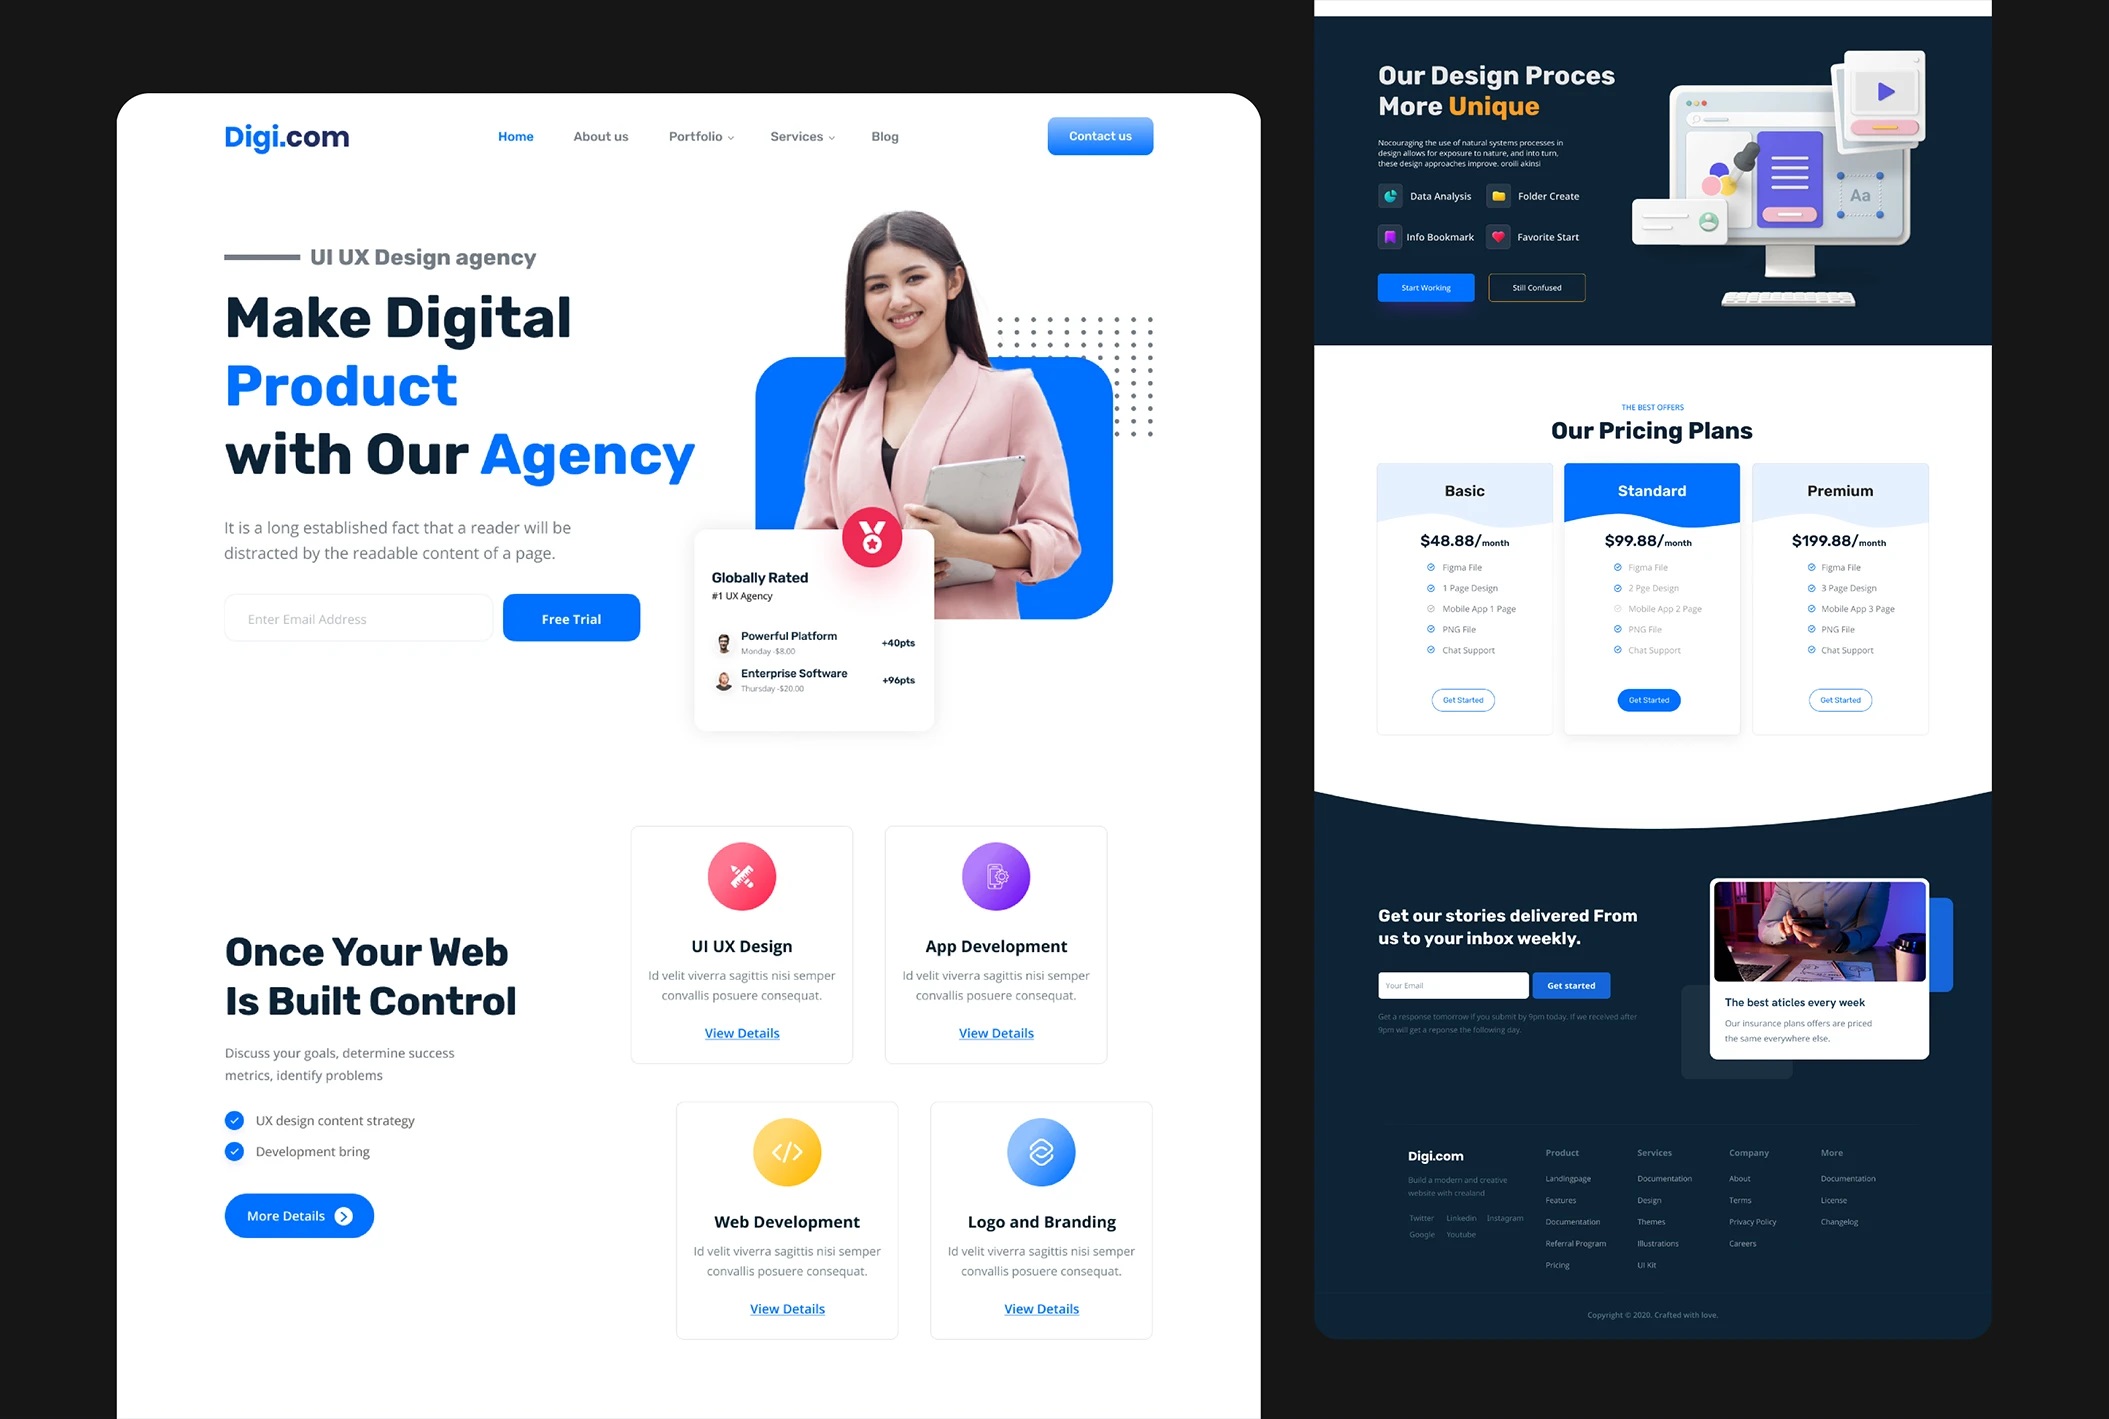 Digi.com
Home
About us
Portfolio
Services
Blog
Contact us
UI UX Design agency
Make Digital
Product
with Our Agency
It is a long established fact that a reader will be
distracted by the readable content of a page.
Enter Email Address
Free Trial
Globally Rated
#1 UX Agency
Powerful Platform
Monday -$8.00
+40pts
Enterprise Software
Thursday -$20.00
+96pts
Once Your Web
Is Built Control
Discuss your goals, determine success
metrics, identify problems
UX design content strategy
Development bring
More Details
UI UX Design
Id velit viverra sagittis nisi semper
convallis posuere consequat.
View Details
App Development
Id velit viverra sagittis nisi semper
convallis posuere consequat.
View Details
Web Development
Id velit viverra sagittis nisi semper
convallis posuere consequat.
View Details
Logo and Branding
Id velit viverra sagittis nisi semper
convallis posuere consequat.
View Details
Our Design Proces
More Unique
Nocouraging the use of natural systems processes in
design allows for exposure to nature, and into turn,
these design approaches improve. oroili akinsi
Data Analysis
Folder Create
Info Bookmark
Favorite Start
Start Working
Still Confused
Aa
THE BEST OFFERS
Our Pricing Plans
Basic
$48.88/month
Figma File
1 Page Design
Mobile App 1 Page
PNG File
Chat Support
Get Started
Standard
$99.88/month
Figma File
2 Pge Design
Mobile App 2 Page
PNG File
Chat Support
Get Started
Premium
$199.88/month
Figma File
3 Page Design
Mobile App 3 Page
PNG File
Chat Support
Get Started
Get our stories delivered From
us to your inbox weekly.
Your Email
Get started
Get a response tomorrow if you submit by 9pm today. If we received after
9pm will get a reponse the following day.
The best aticles every week
Our insurance plans offers are priced
the same everywhere else.
Digi.com
Build a modern and creative
website with crealand
Twitter
Linkedin
Instagram
Google
Youtube
Product
Landingpage
Features
Documentation
Referral Program
Pricing
Services
Documentation
Design
Themes
Illustrations
UI Kit
Company
About
Terms
Privacy Policy
Careers
More
Documentation
License
Changelog
Copyright © 2020. Crafted with love.